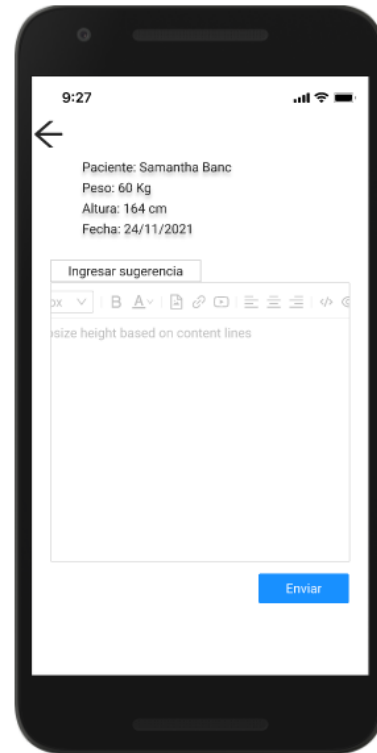 9:27
Paciente: Samantha Banc
Peso: 60 Kg
Altura: 164 cm
Fecha: 24/11/2021
Ingresar sugerencia
px B A </>
size height based on content lines
Enviar